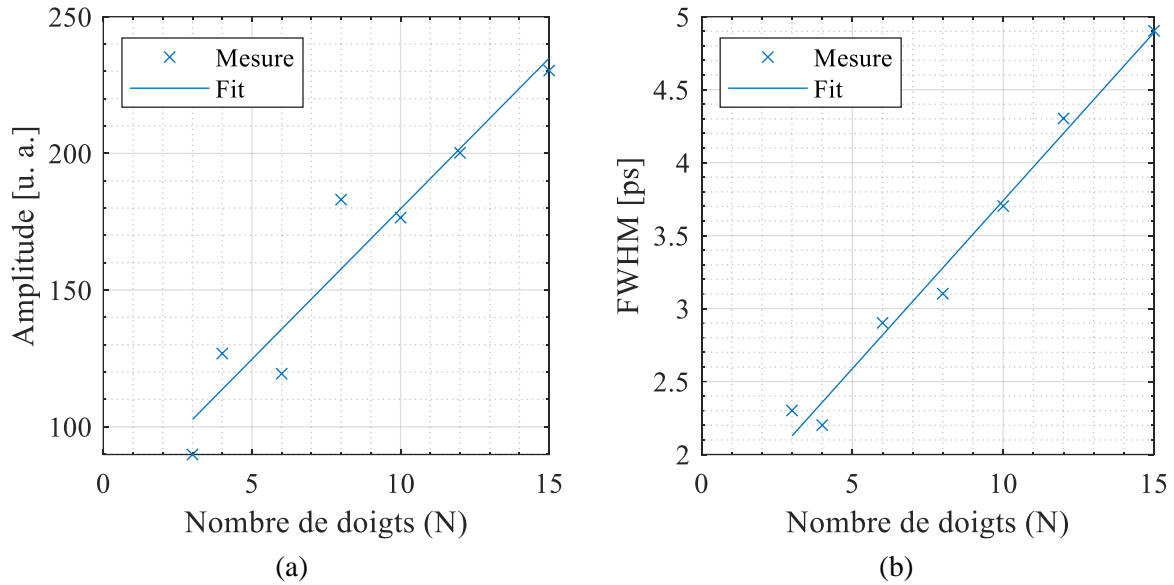 250
200
150
100
0
5
10
15
Amplitude [u. a.]
Nombre de doigts (N)
Mesure
Fit
(a)
5
4.5
4
3.5
3
2.5
2
0
5
10
15
FWHM [ps]
Nombre de doigts (N)
Mesure
Fit
(b)